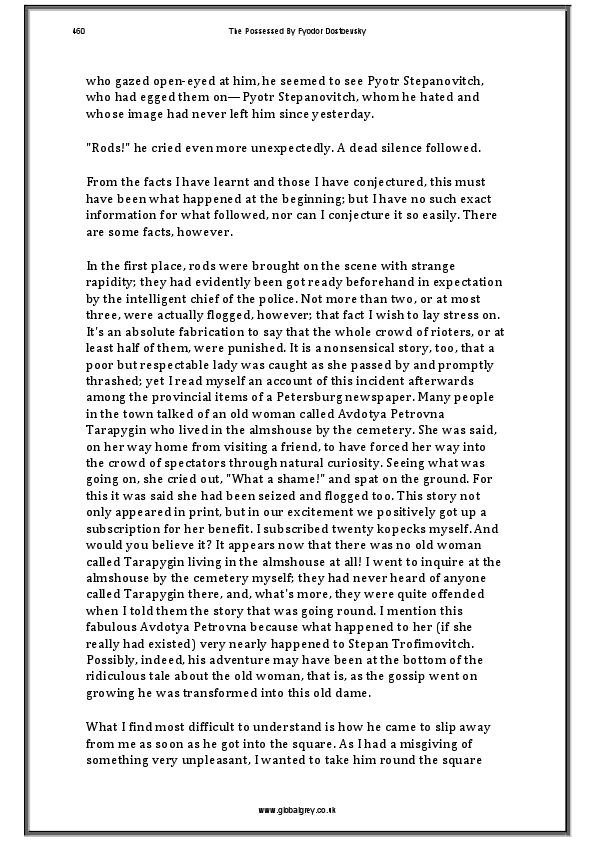 460
The Possessed By Fyodor Dostoevsky
who gazed open-eyed at him, he seemed to see Pyotr Stepanovitch,
who had egged them on—Pyotr Stepanovitch, whom he hated and
whose image had never left him since yesterday.
"Rods!" he cried even more unexpectedly. A dead silence followed.
From the facts I have learnt and those I have conjectured, this must
have been what happened at the beginning; but I have no such exact
information for what followed, nor can I conjecture it so easily. There
are some facts, however.
In the first place, rods were brought on the scene with strange
rapidity; they had evidently been got ready beforehand in expectation
by the intelligent chief of the police. Not more than two, or at most
three, were actually flogged, however; that fact I wish to lay stress on.
It's an absolute fabrication to say that the whole crowd of rioters, or at
least half of them, were punished. It is a nonsensical story, too, that a
poor but respectable lady was caught as she passed by and promptly
thrashed; yet I read myself an account of this incident afterwards
among the provincial items of a Petersburg newspaper. Many people
in the town talked of an old woman called Avdotya Petrovna
Tarapygin who lived in the almshouse by the cemetery. She was said,
on her way home from visiting a friend, to have forced her way into
the crowd of spectators through natural curiosity. Seeing what was
going on, she cried out, "What a shame!" and spat on the ground. For
this it was said she had been seized and flogged too. This story not
only appeared in print, but in our excitement we positively got up a
subscription for her benefit. I subscribed twenty kopecks myself. And
would you believe it? It appears now that there was no old woman
called Tarapygin living in the almshouse at all! I went to inquire at the
almshouse by the cemetery myself; they had never heard of anyone
called Tarapygin there, and, what's more, they were quite offended
when I told them the story that was going round. I mention this
fabulous Avdotya Petrovna because what happened to her (if she
really had existed) very nearly happened to Stepan Trofimovitch.
Possibly, indeed, his adventure may have been at the bottom of the
ridiculous tale about the old woman, that is, as the gossip went on
growing he was transformed into this old dame.
What I find most difficult to understand is how he came to slip away
from me as soon as he got into the square. As I had a misgiving of
something very unpleasant, I wanted to take him round the square
www.globalgrey.co.uk